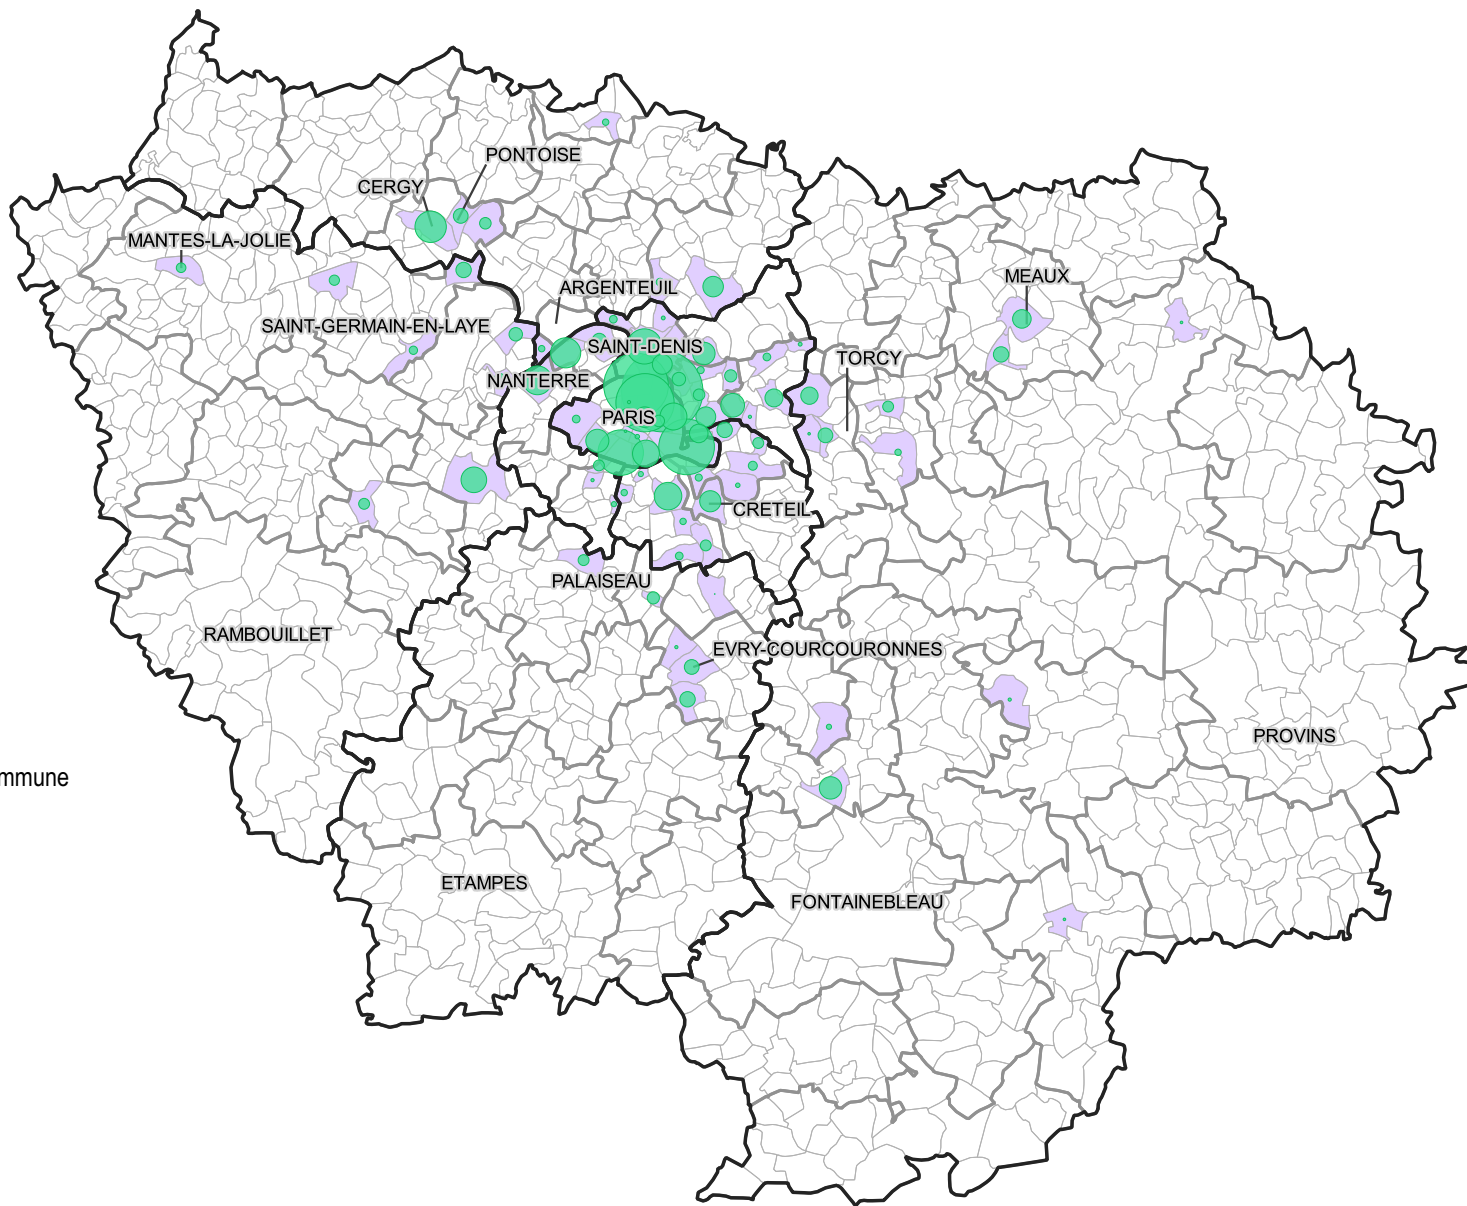 PONTOISE
CERGY
MANTES-LA-JOLIE
MEAUX
ARGENTEUIL
SAINT-GERMAIN-EN-LAYE
SAINT-DENIS
TORCY
NANTERRE
PARIS
CRETEIL
PALAISEAU
RAMBOUILLET
EVRY-COURCOURONNES
PROVINS
mmune
ETAMPES
FONTAINEBLEAU